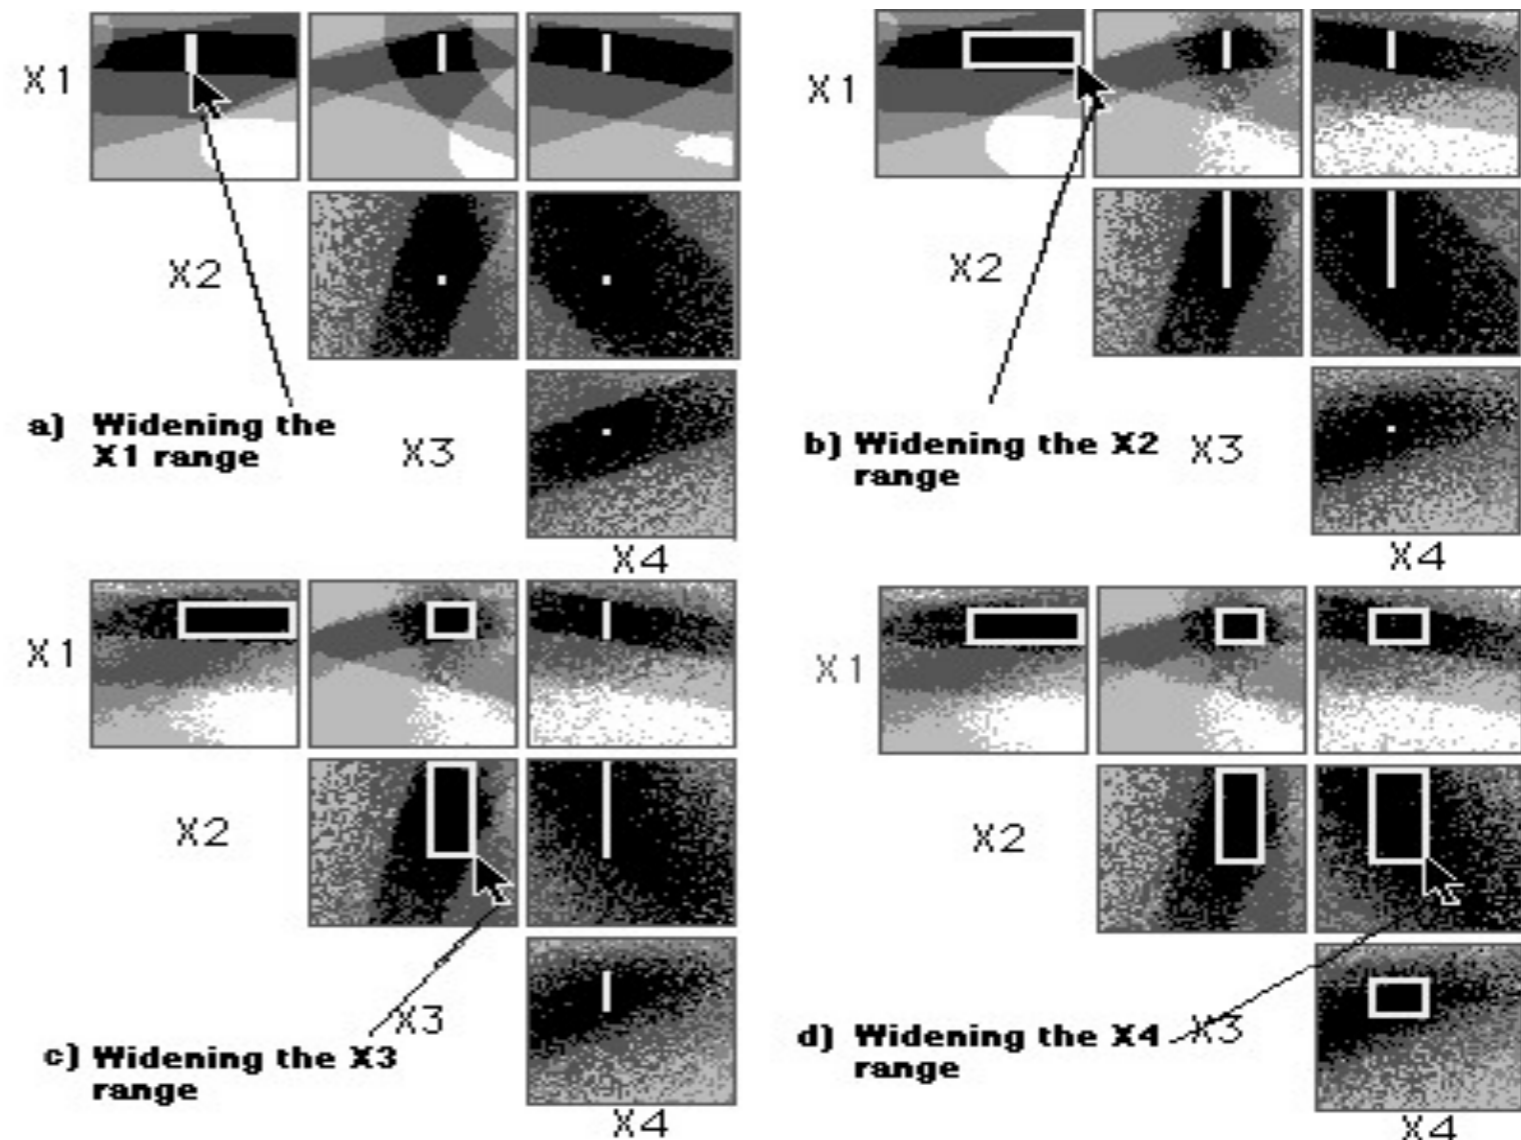 X1
X2
a) Widening the
X1 range
X3
X4
X1
X2
b) Widening the X2
range
X3
X4
X1
X2
X3
c) Widening the X3
range
X4
X1
X2
X3
d) Widening the X4
range
X4